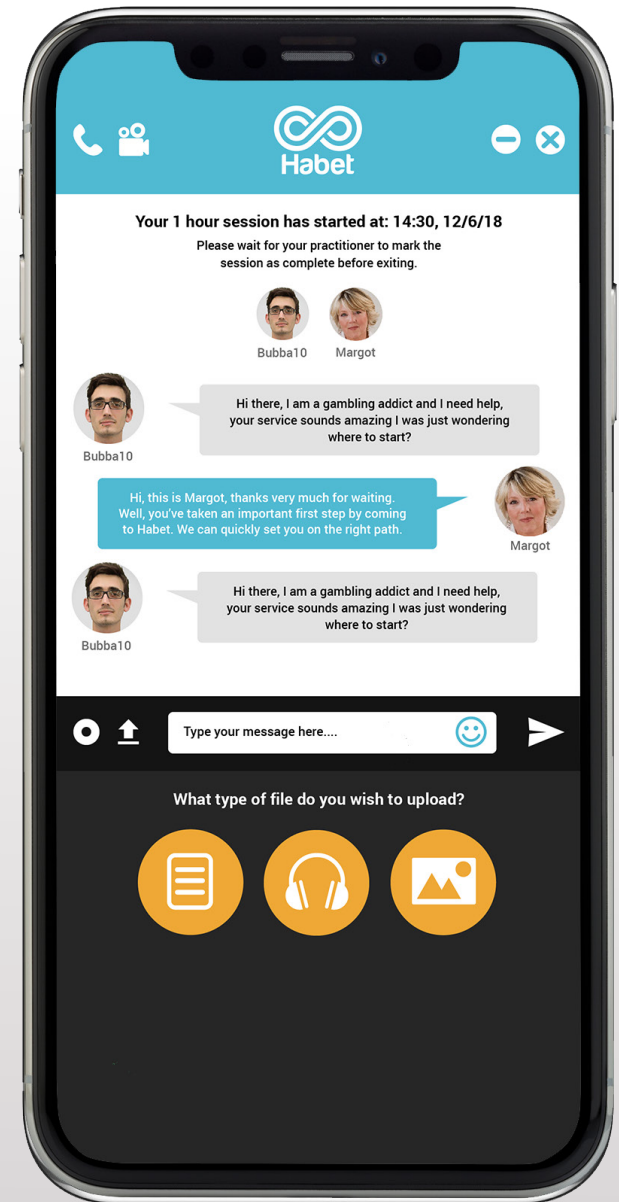 Habet
Your 1 hour session has started at: 14:30, 12/6/18
Please wait for your practitioner to mark the
session as complete before exiting.
Bubba10
Margot
Hi there, I am a gambling addict and I need help,
your service sounds amazing I was just wondering
where to start?
Bubba10
Hi, this is Margot, thanks very much for waiting.
Well, you've taken an important first step by coming
to Habet. We can quickly set you on the right path.
Margot
Hi there, I am a gambling addict and I need help,
your service sounds amazing I was just wondering
where to start?
Bubba10
Type your message here....
What type of file do you wish to upload?